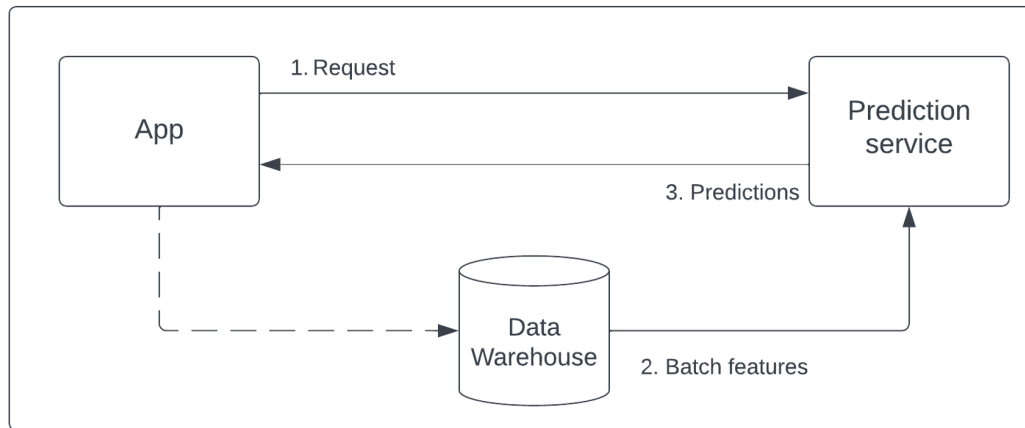 1. Request
App
Prediction
service
3. Predictions
Data
Warehouse
2. Batch features